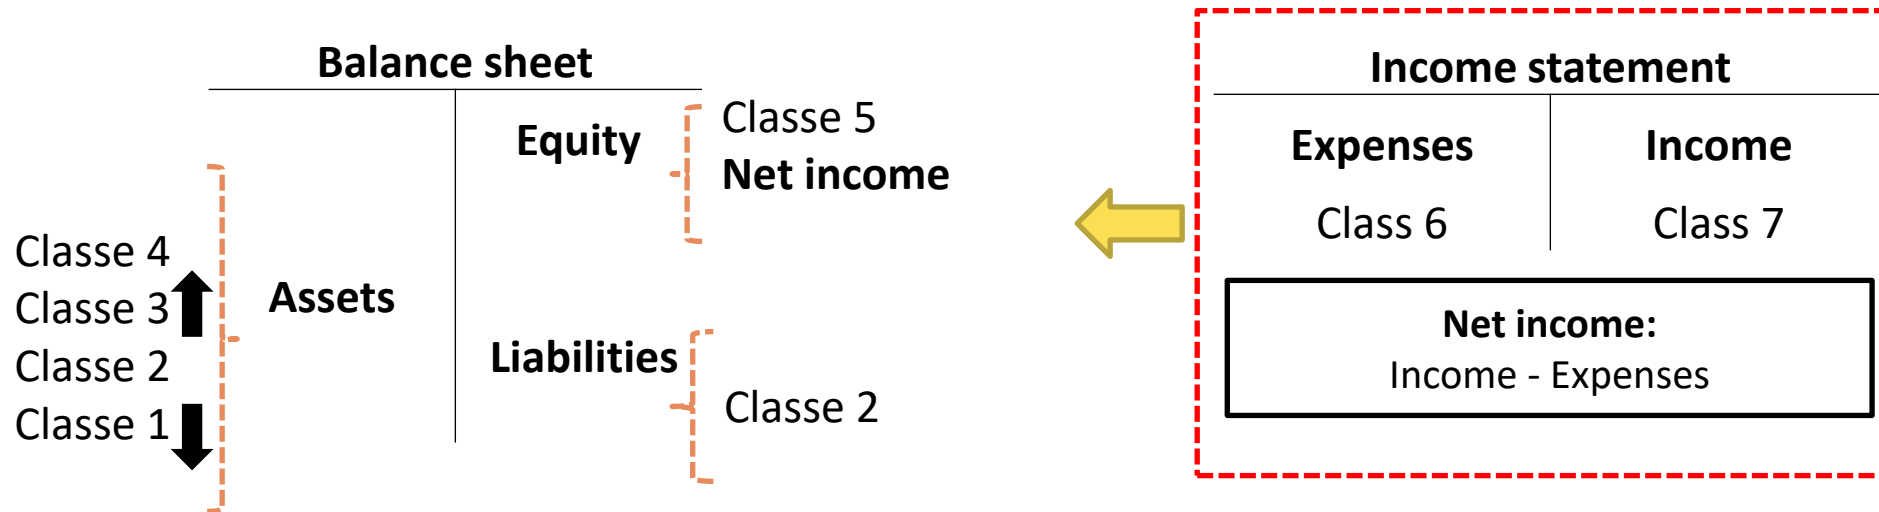 Balance sheet
Equity
Classe 5
Net income
Classe 4
Classe 3
Classe 2
Classe 1
Assets
Liabilities
Classe 2
Income statement
Expenses
Income
Class 6
Class 7
Net income:
Income - Expenses